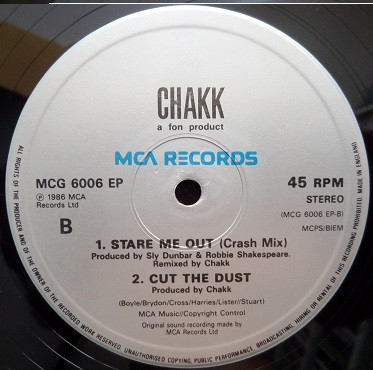 CHAKK
a fon product
MCA RECORDS
MCG 6006 EP
℗ 1986 MCA
Records Ltd
B
45 RPM
STEREO
(MCG 6006 EP-B)
MCPS/BIEM
1. STARE ME OUT (Crash Mix)
Produced by Sly Dunbar & Robbie Shakespeare.
Remixed by Chakk
2. CUT THE DUST
Produced by Chakk
(Boyle/Brydon/Cross/Harries/Lister//Stuart)
MCA Music//Copyright Control
Original sound recording made by
MCA Records Ltd.
ALL RIGHTS OF THE PRODUCER AND OF THE OWNER OF THE RECORDED WORK RESERVED. UNAUTHORISED COPYING, PUBLIC PERFORMANCE, BROADCASTING, HIRING OR RENTAL OF THIS RECORDING PROHIBITED. MADE IN ENGLAND.